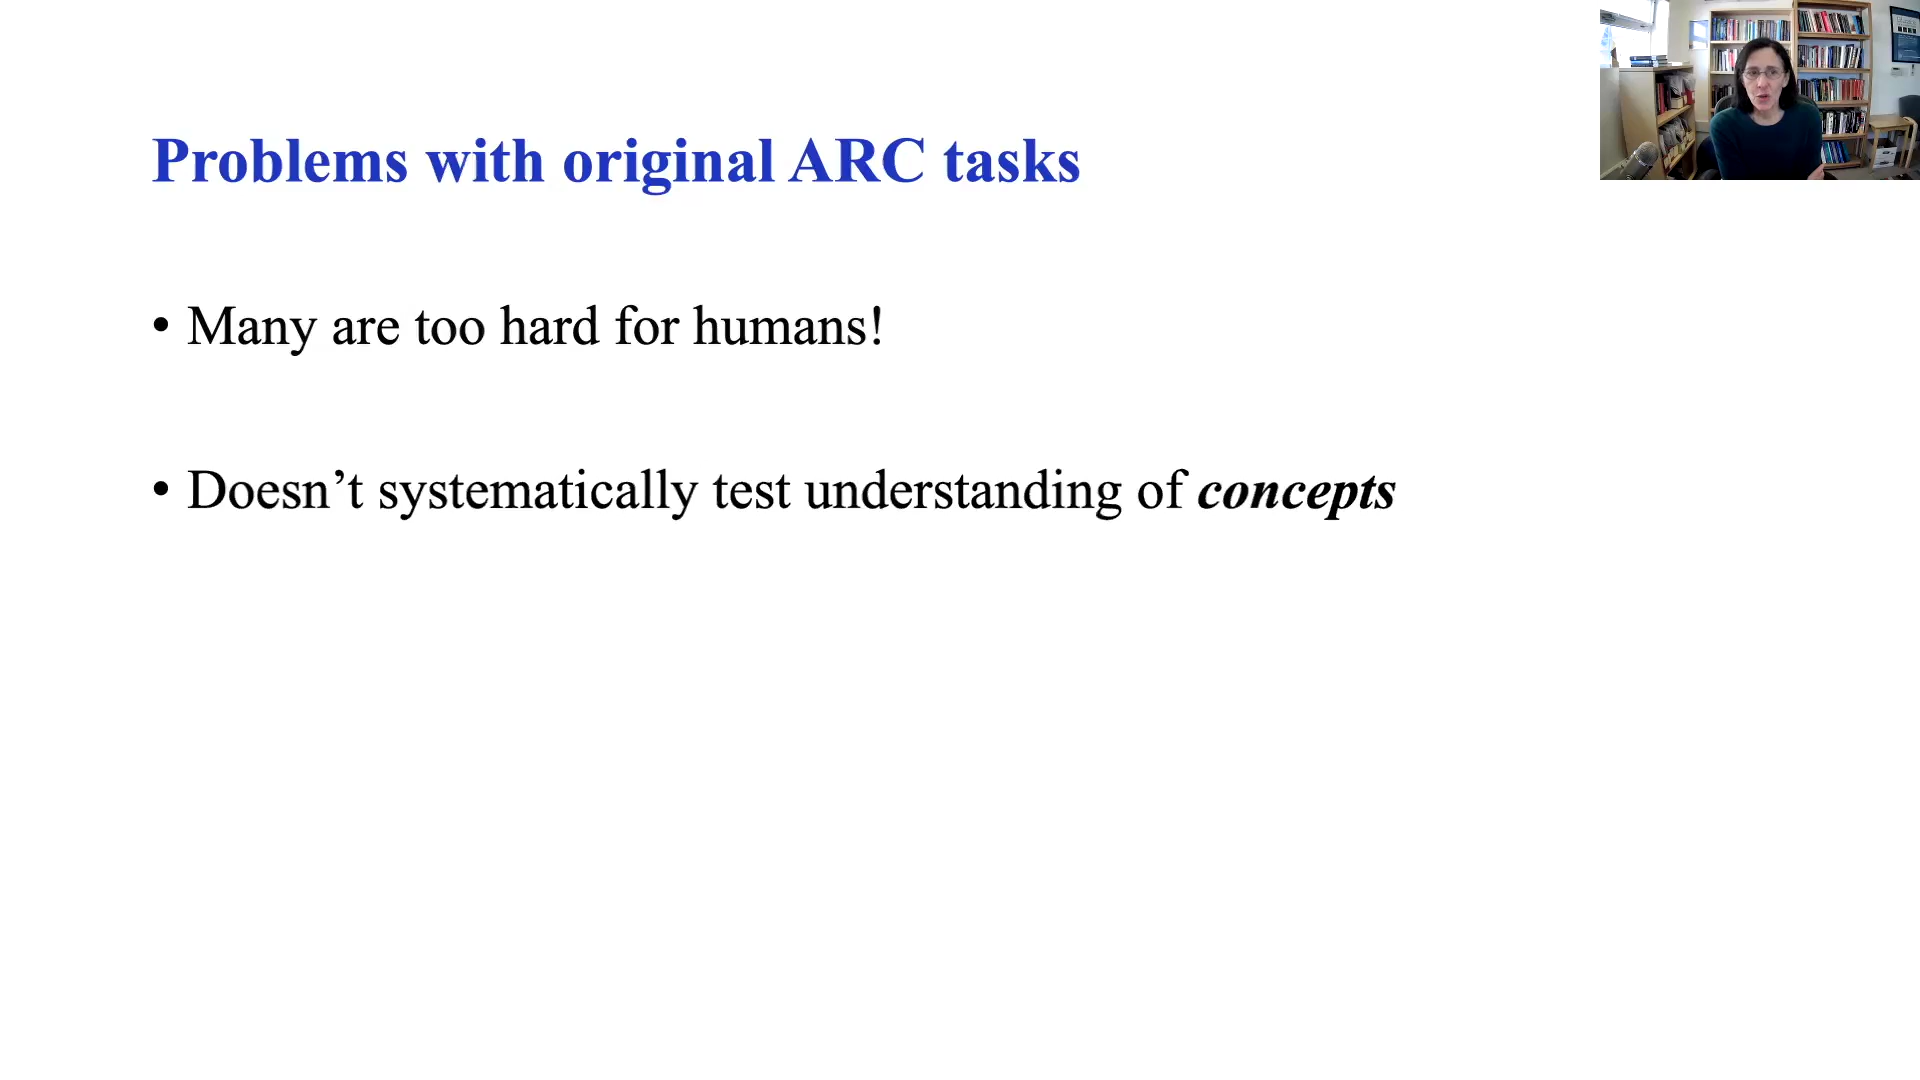 Problems with original ARC tasks
• Many are too hard for humans!
• Doesn’t systematically test understanding of concepts